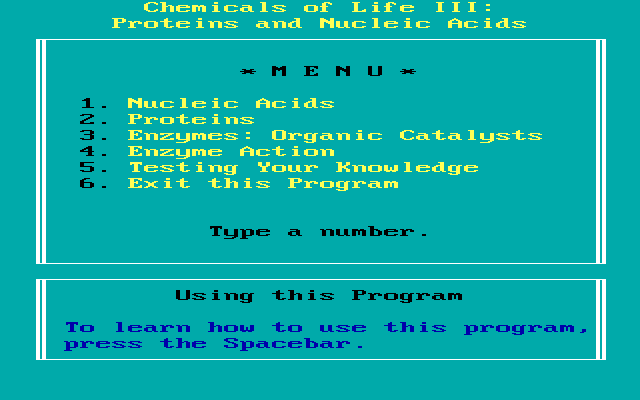 Chemicals of Life III:
Proteins and Nucleic Acids
* M E N U *
1. Nucleic Acids
2. Proteins
3. Enzymes: Organic Catalysts
4. Enzyme Action
5. Testing Your Knowledge
6. Exit this Program
Type a number.
Using this Program
To learn how to use this program,
press the Spacebar.